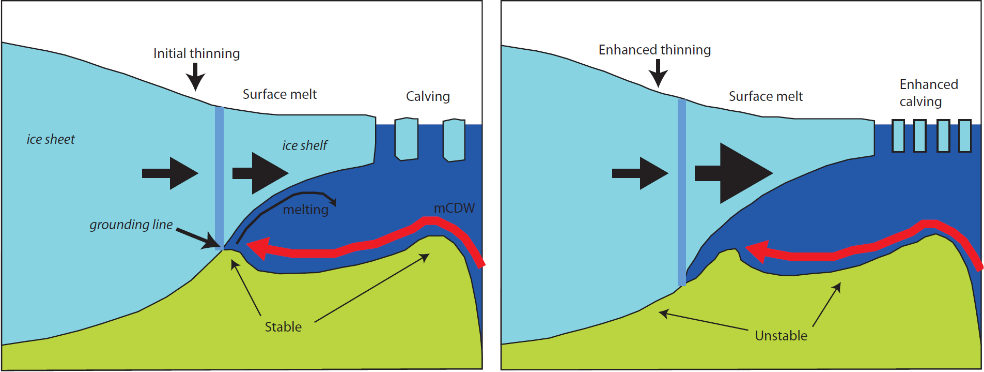 Initial thinning
Surface melt
Calving
ice sheet
ice shelf
melting
mCDW
grounding line
Stable
Enhanced thinning
Surface melt
Enhanced
calving
Unstable